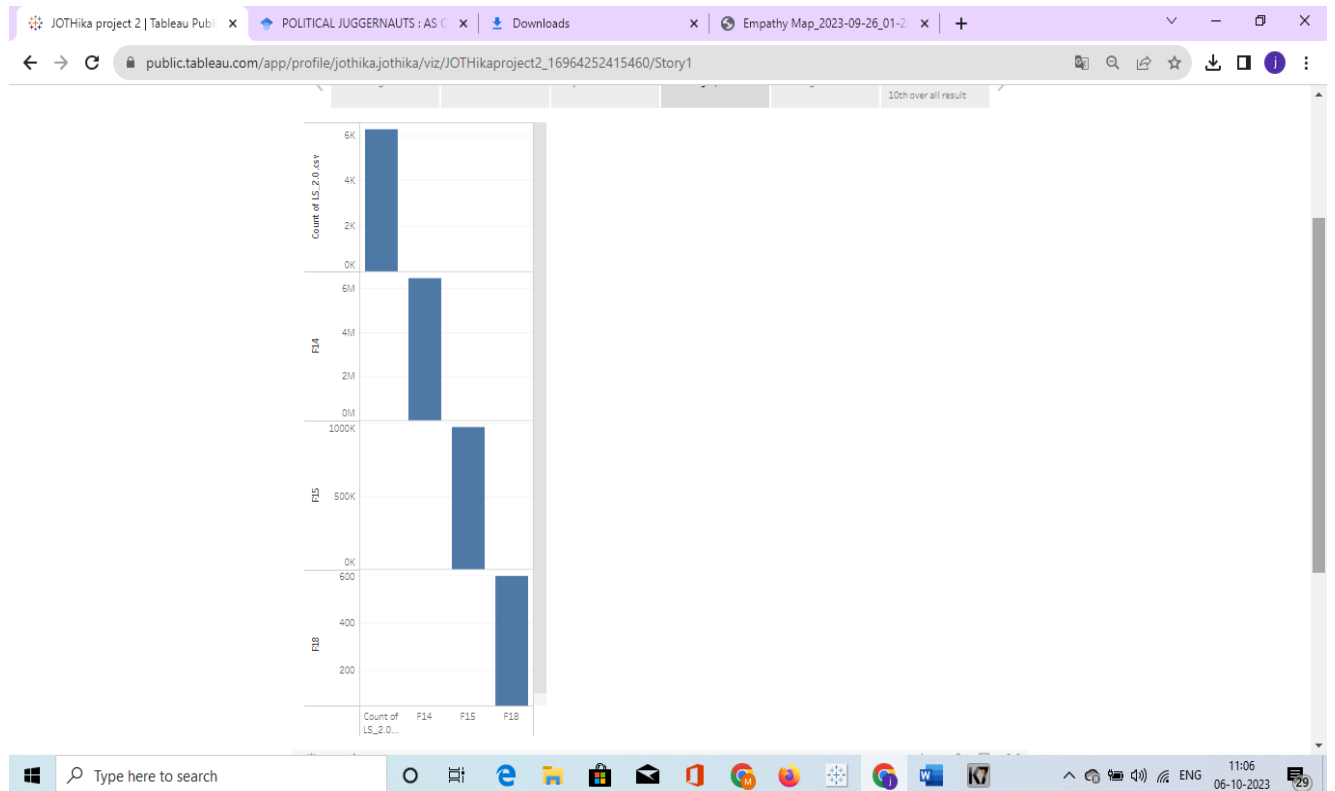 JOTHika project 2 | Tableau Publi
POLITICAL JUGGERNAUTS : AS C
Downloads
Empathy Map_2023-09-26_01-2
public.tableau.com/app/profile/jothika.jothika/viz/JOTHikaproject2_16964252415460/Story1
j
10th over all result
Count of LS_2.0.csv
6K
4K
2K
0K
F14
6M
4M
2M
0M
F15
1000K
500K
0K
F18
600
400
200
Count of LS_2.0... F14 F15 F18
Type here to search
ENG
11:06
06-10-2023
29